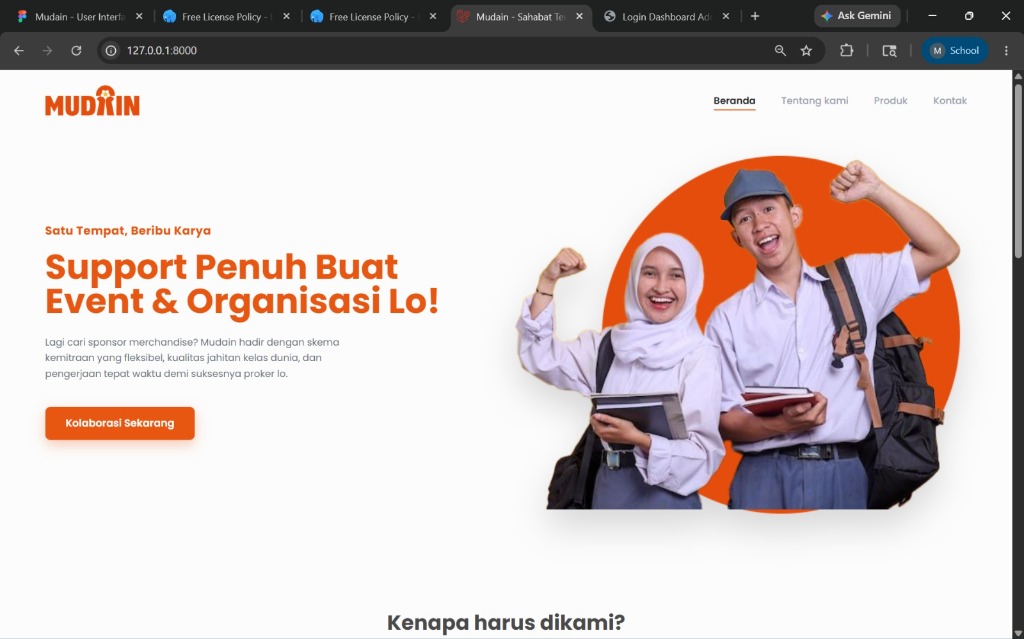 Mudain - User Interfa
Free License Policy -
Free License Policy -
Mudain - Sahabat Te
Login Dashboard Ad
Ask Gemini
127.0.0.1:8000
M School
MUDAIN
Beranda
Tentang kami
Produk
Kontak
Satu Tempat, Beribu Karya
Support Penuh Buat
Event & Organisasi Lo!
Lagi cari sponsor merchandise? Mudain hadir dengan skema
kemitraan yang fleksibel, kualitas jahitan kelas dunia, dan
pengerjaan tepat waktu demi suksesnya proker lo.
Kolaborasi Sekarang
Kenapa harus dikami?